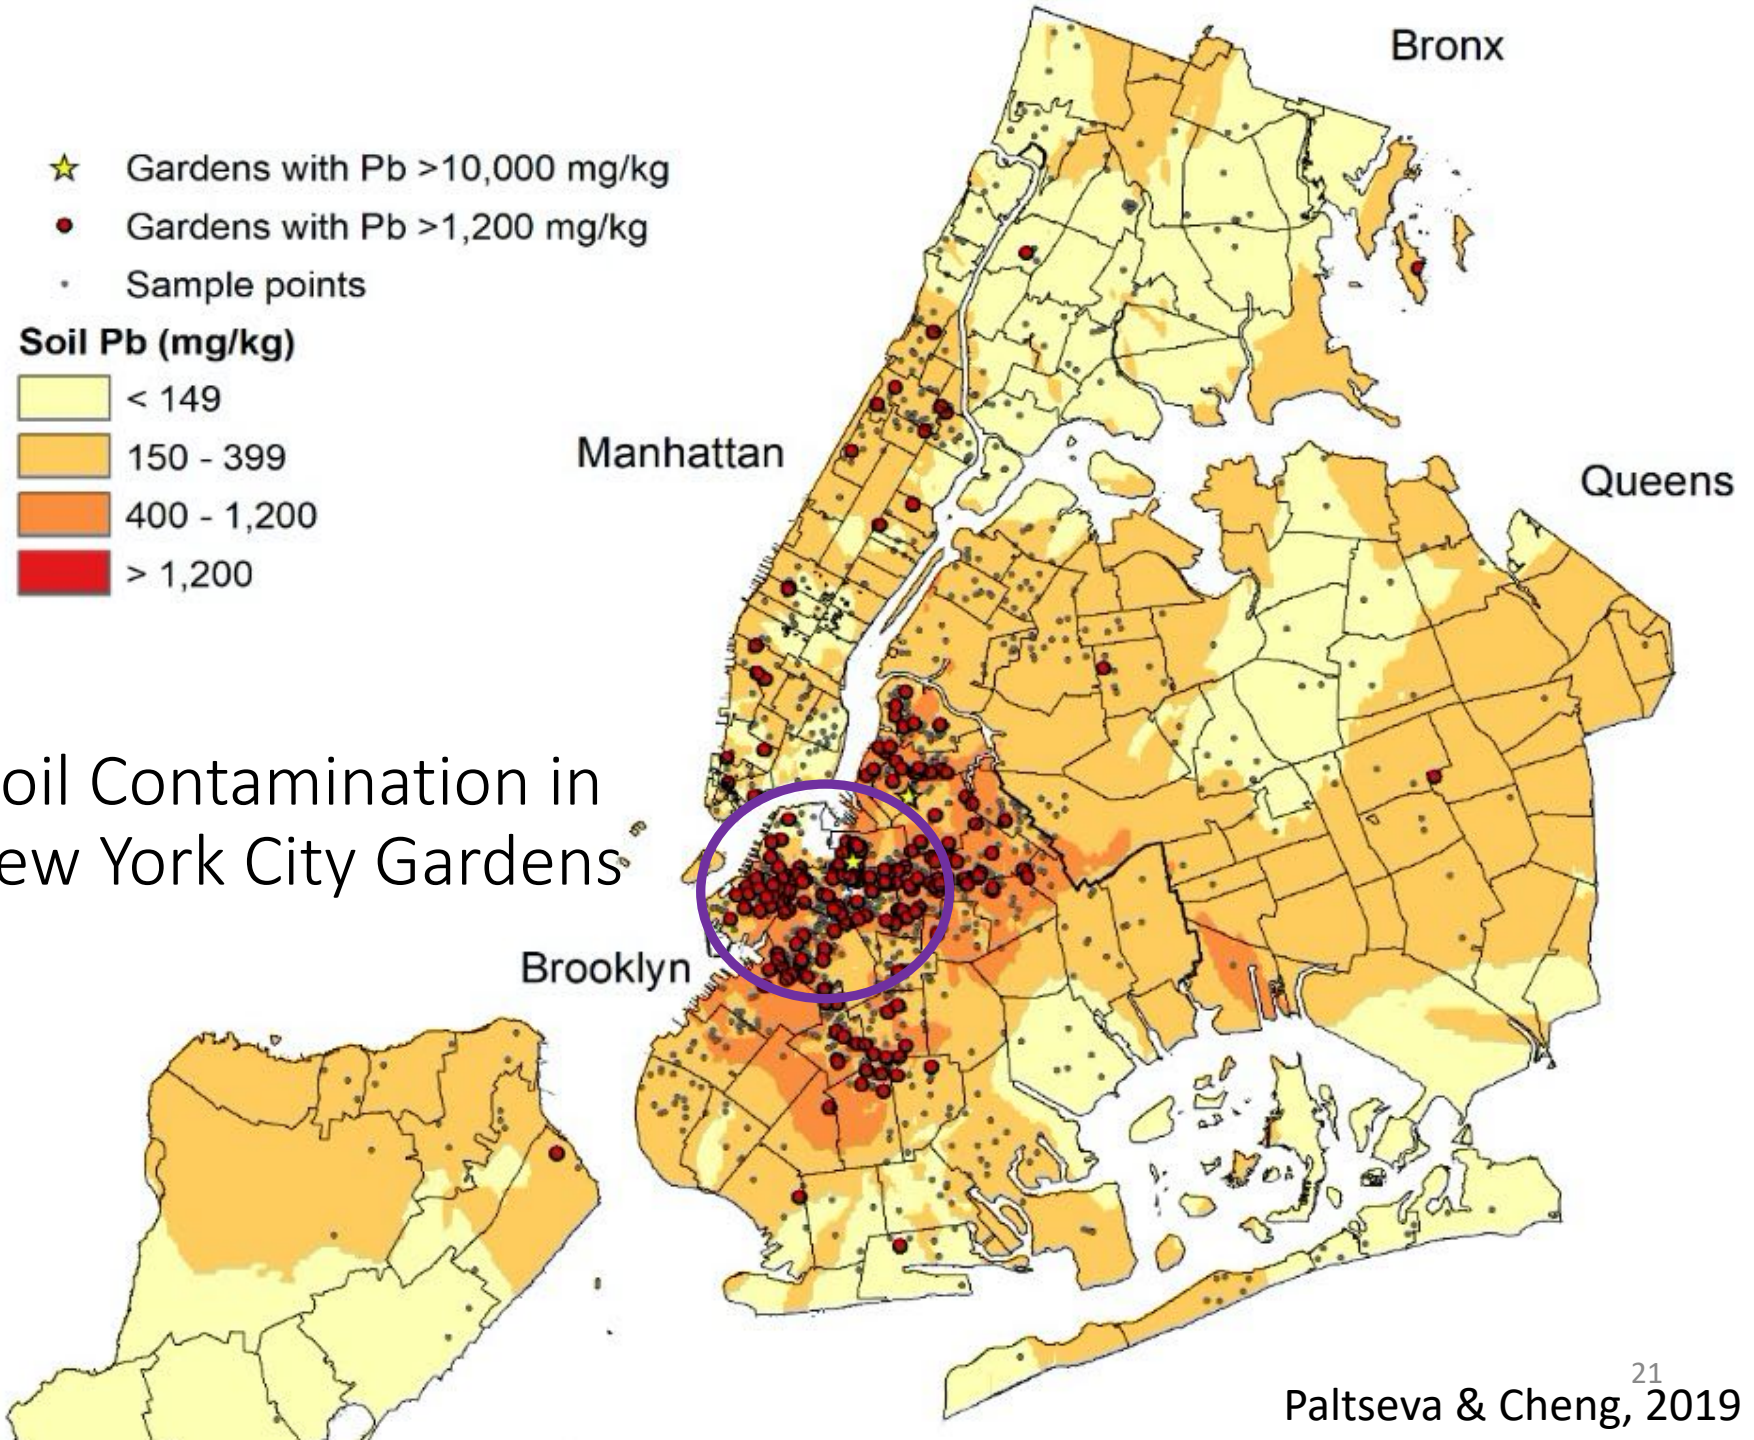 Bronx
Gardens with Pb >10,000 mg/kg
Gardens with Pb >1,200 mg/kg
Sample points
Soil Pb (mg/kg)
< 149
150 - 399
400 - 1,200
> 1,200
Manhattan
Queens
oil Contamination in
ew York City Gardens
Brooklyn
21
Paltseva & Cheng, 2019